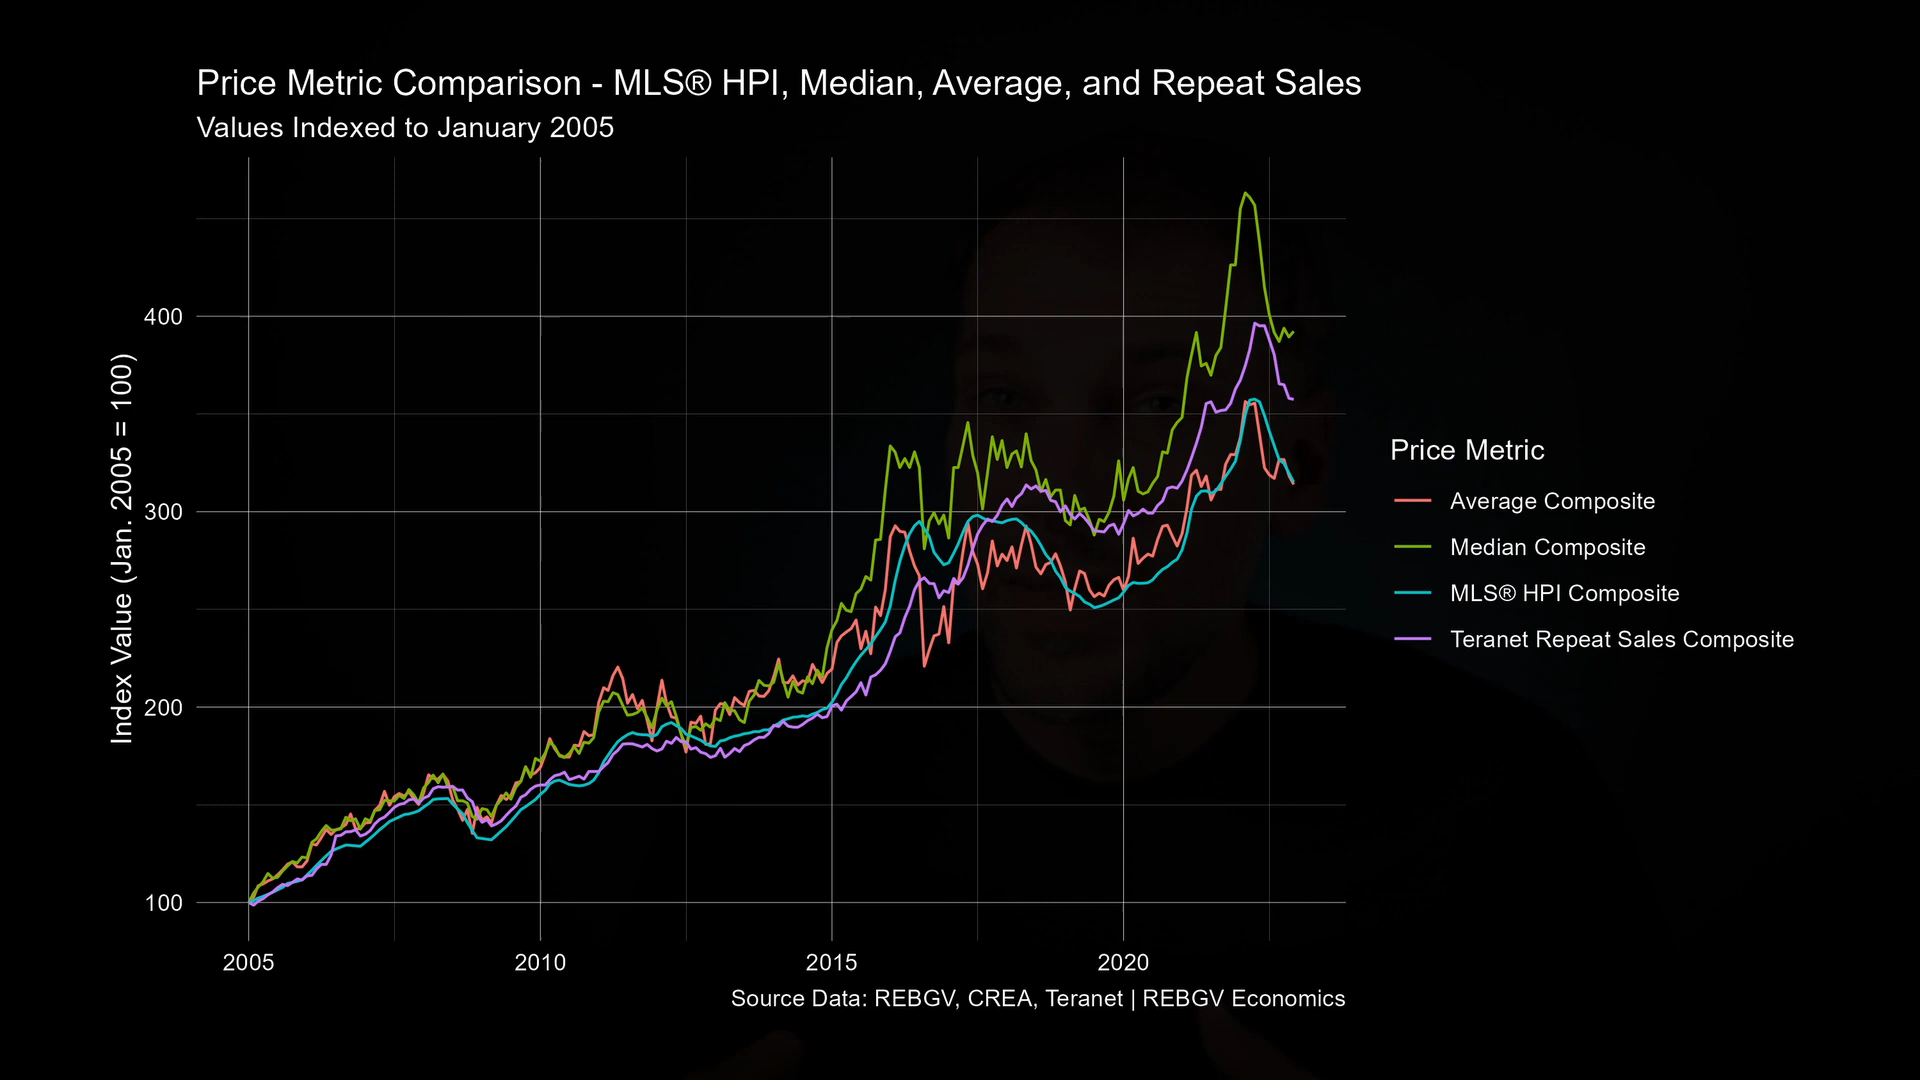 Price Metric Comparison - MLS® HPI, Median, Average, and Repeat Sales
Values Indexed to January 2005
Index Value (Jan. 2005 = 100)
400
300
200
100
2005
2010
2015
2020
Price Metric
Average Composite
Median Composite
MLS® HPI Composite
Teranet Repeat Sales Composite
Source Data: REBGV, CREA, Teranet | REBGV Economics